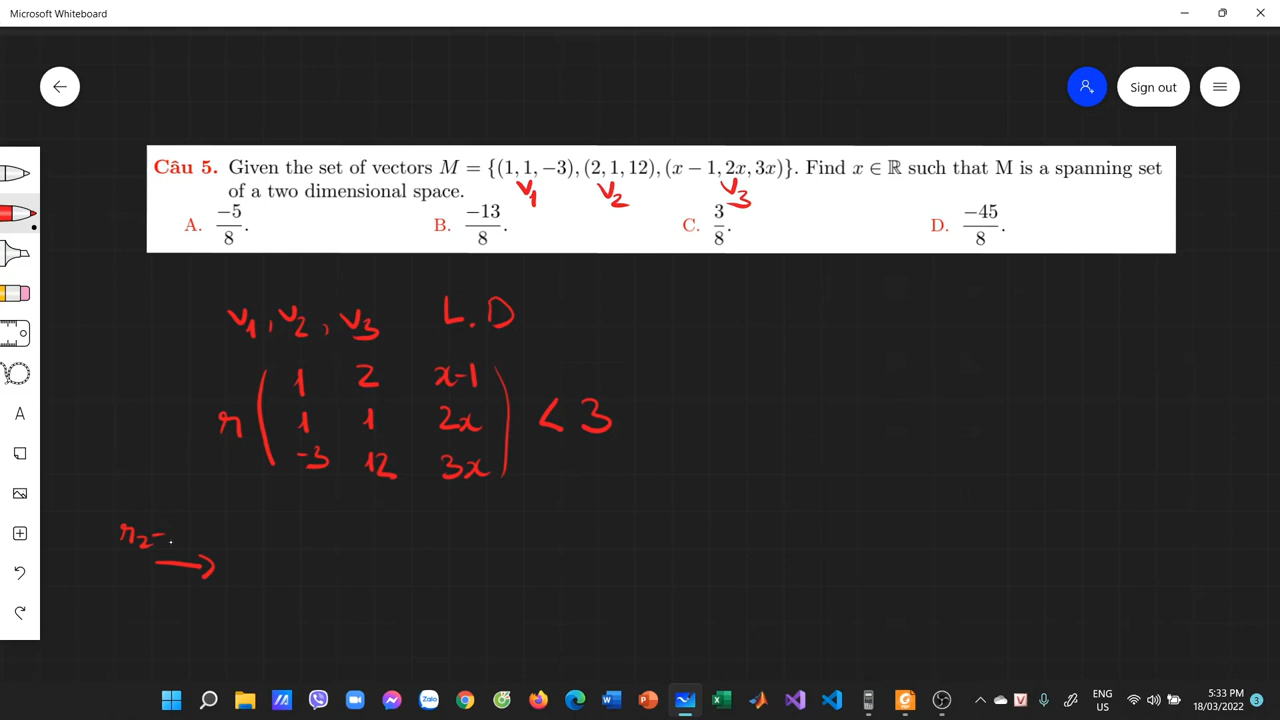 Microsoft Whiteboard
Sign out
Câu 5. Given the set of vectors M = {(1, 1, −3), (2, 1, 12), (x − 1, 2x, 3x)}. Find x ∈ ℝ such that M is a spanning set
of a two dimensional space.
v₁ v₂ v₃
A. −5/8. B. −13/8. C. 3/8. D. −45/8.
v₁, v₂, v₃ L.D
1 2 x−1
r ( 1 1 2x ) < 3
−3 12 3x
r₂−
→
A
ENG
US
5:33 PM
18/03/2022
3
Zalo